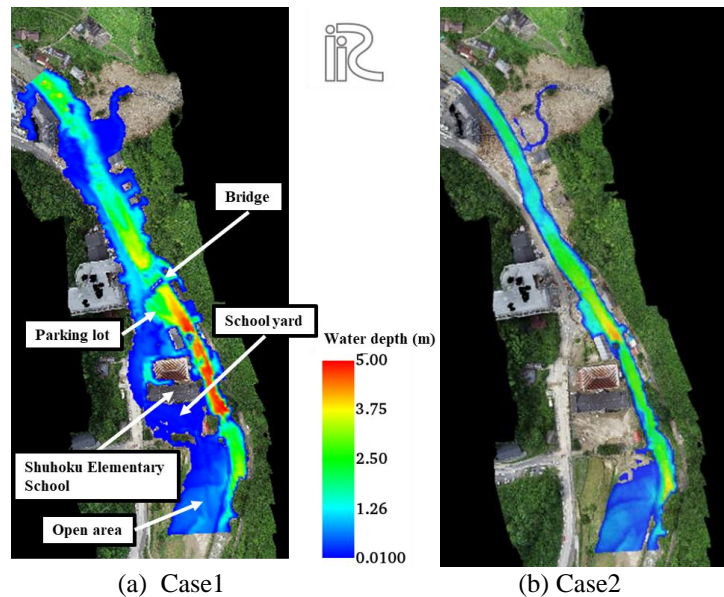 iRiC
Bridge
Parking lot
School yard
Shuhoku Elementary
School
Open area
Water depth (m)
5.00
3.75
2.50
1.26
0.0100
(a) Case1
(b) Case2